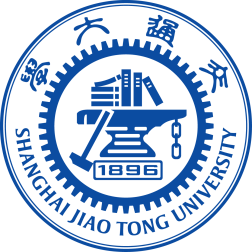 交通大學
1896
SHANGHAI JIAO TONG UNIVERSITY